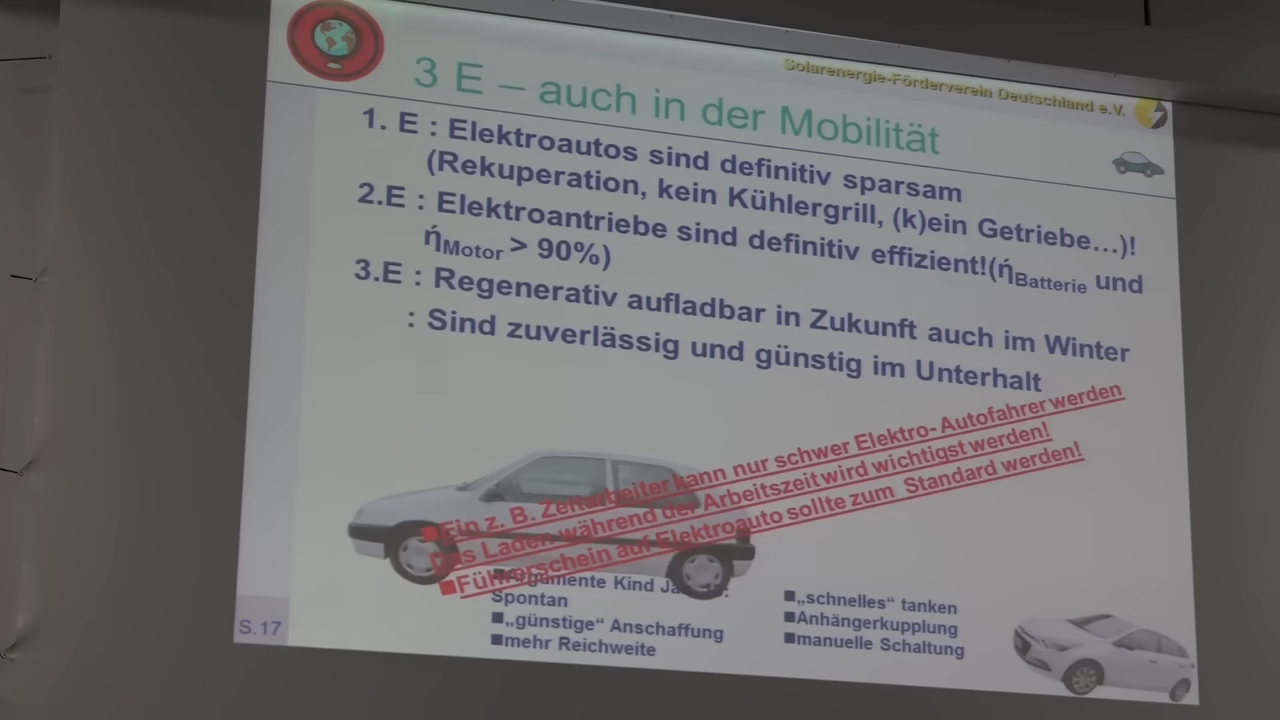 Solarenergie-Förderverein Deutschland e.V.
3 E – auch in der Mobilität
1. E : Elektroautos sind definitiv sparsam
(Rekuperation, kein Kühlergrill, (k)ein Getriebe...)!
2.E : Elektroantriebe sind definitiv effizient!(ήBatterie und
ήMotor > 90%)
3.E : Regenerativ aufladbar in Zukunft auch im Winter
: Sind zuverlässig und günstig im Unterhalt
■Ein z. B. Zeitarbeiter kann nur schwer Elektro-Autofahrer werden
Das Laden während der Arbeitszeit wird wichtigst werden!
■Führerschein auf Elektroauto sollte zum Standard werden!
■Argumente Kind
Spontan
■„günstige“ Anschaffung
■mehr Reichweite
■„schnelles“ tanken
■Anhängerkupplung
■manuelle Schaltung
S.17